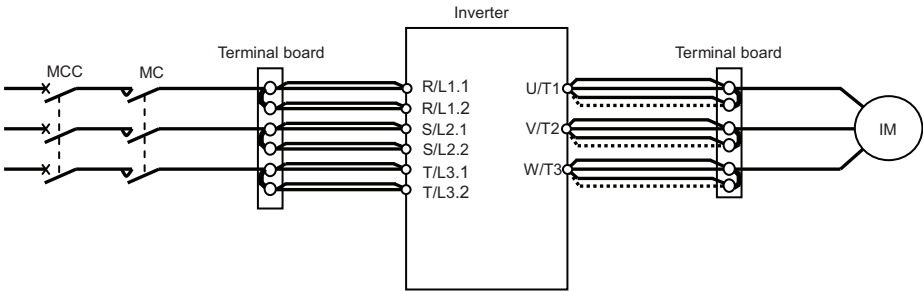 Inverter
Terminal board
Terminal board
MCC
MC
R/L1.1
U/T1
R/L1.2
S/L2.1
V/T2
IM
S/L2.2
T/L3.1
W/T3
T/L3.2